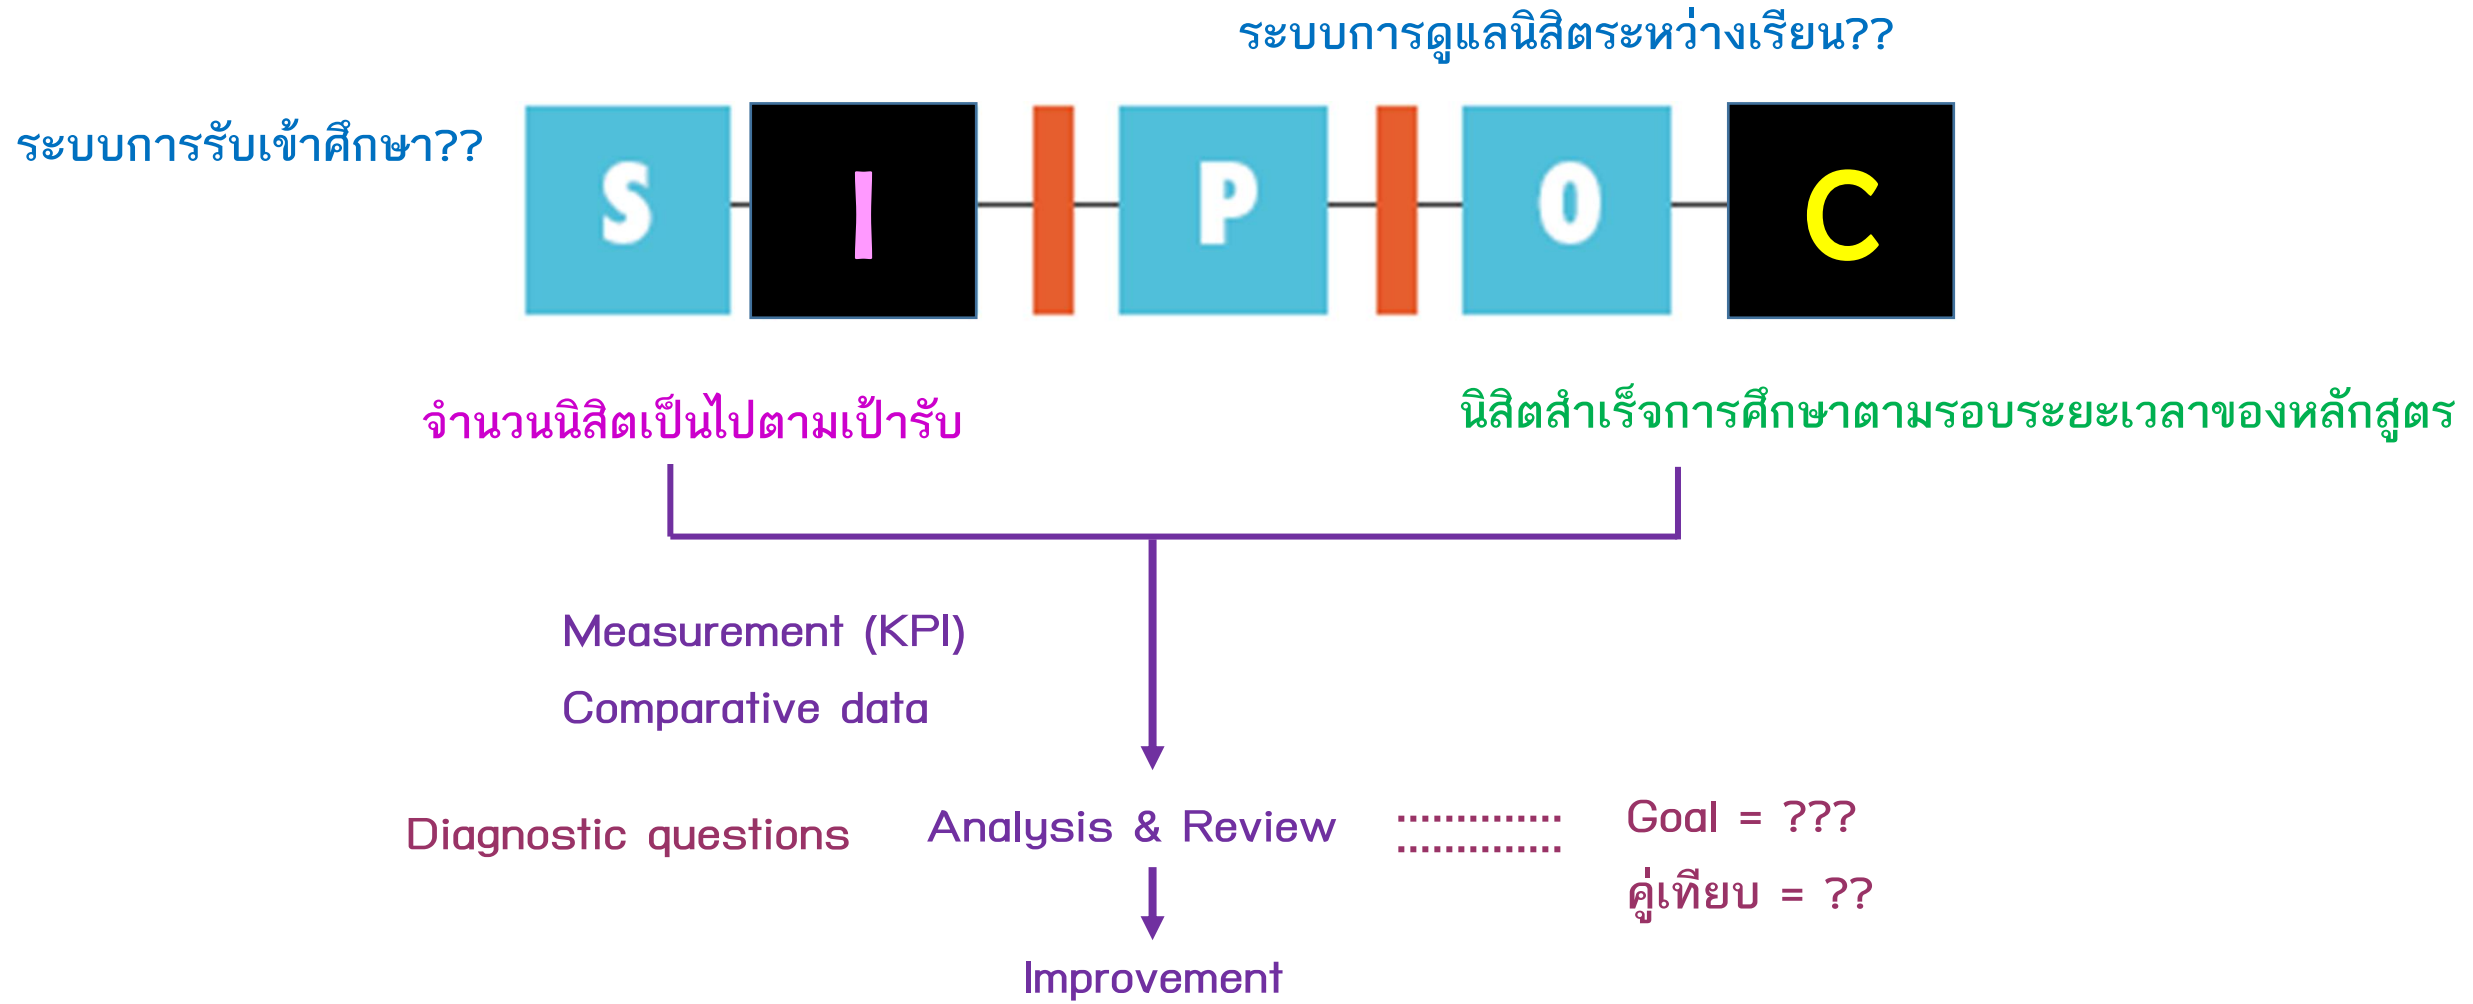 ระบบการดูแลนิสิตระหว่างเรียน??
ระบบการรับเข้าศึกษา??
S I P O C
จำนวนนิสิตเป็นไปตามเป้ารับ
นิสิตสำเร็จการศึกษาตามรอบระยะเวลาของหลักสูตร
Measurement (KPI)
Comparative data
Diagnostic questions
Analysis & Review
Goal = ???
คู่เทียบ = ??
Improvement